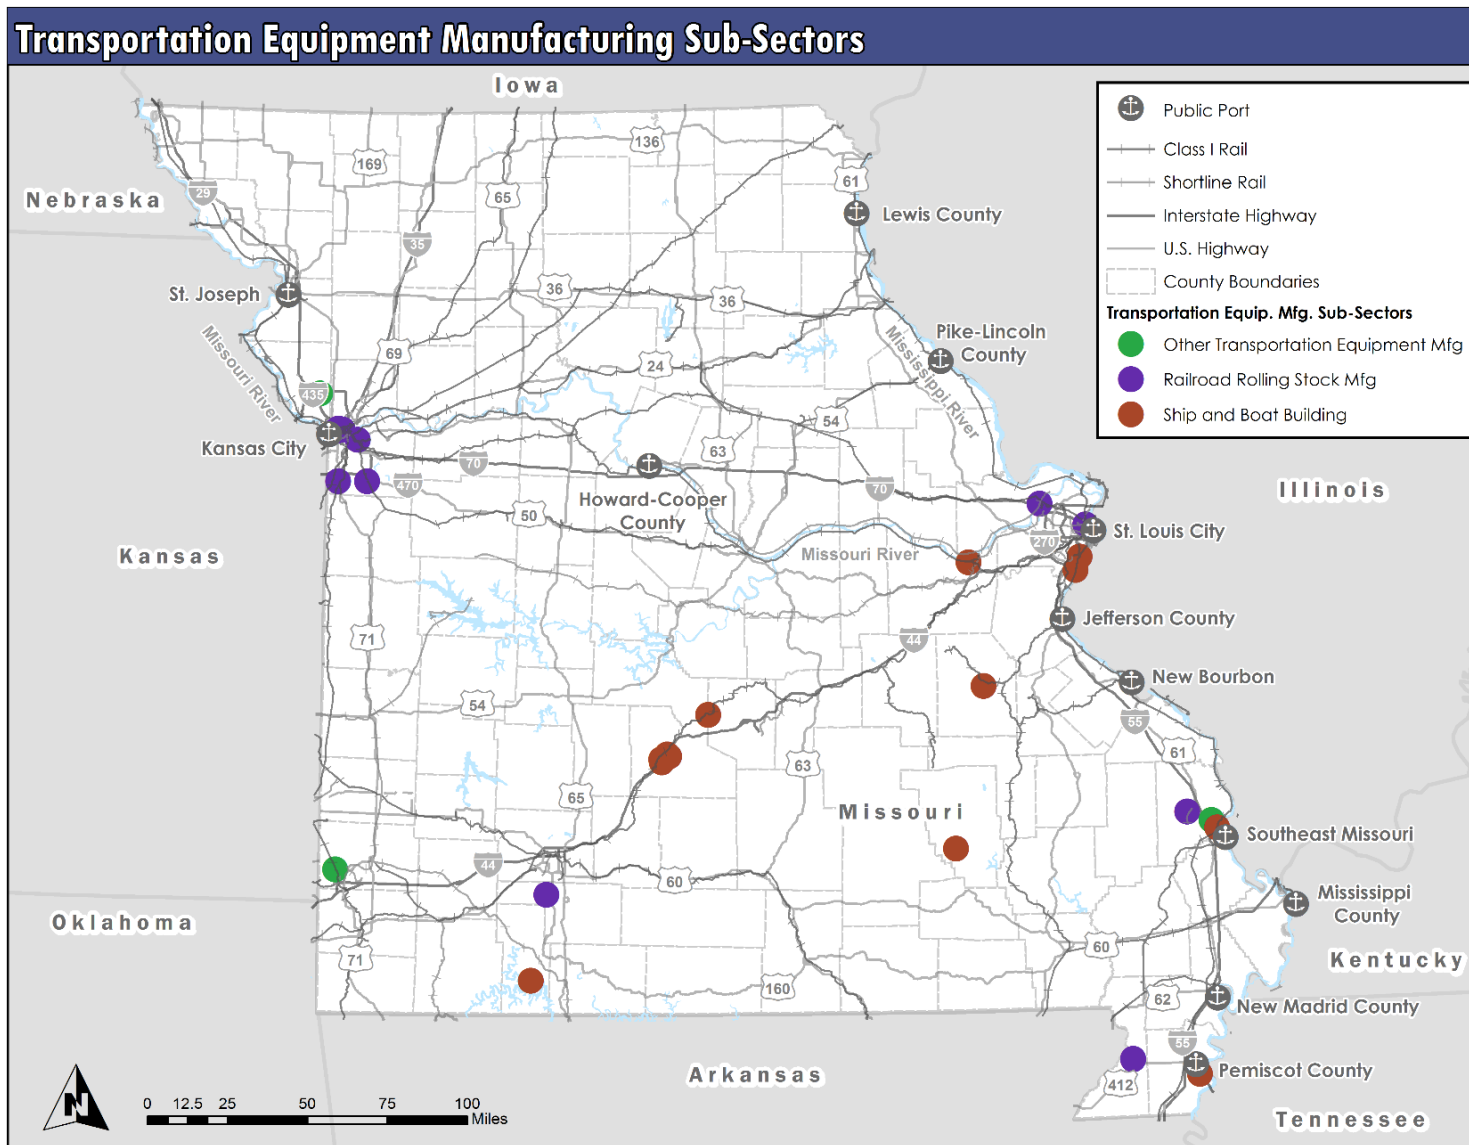 Transportation Equipment Manufacturing Sub-Sectors
Iowa
Nebraska
Kansas
Oklahoma
Arkansas
Tennessee
Kentucky
Illinois
Missouri
Public Port
Class I Rail
Shortline Rail
Interstate Highway
U.S. Highway
County Boundaries
Transportation Equip. Mfg. Sub-Sectors
Other Transportation Equipment Mfg
Railroad Rolling Stock Mfg
Ship and Boat Building
136
169
29
65
61
35
Lewis County
St. Joseph
36
36
Pike-Lincoln
County
Missouri River
Mississippi River
69
24
435
54
Kansas City
63
70
470
70
Howard-Cooper
County
50
St. Louis City
270
Missouri River
Jefferson County
71
44
New Bourbon
54
55
61
63
65
Southeast Missouri
44
60
Mississippi
County
60
71
160
62
New Madrid County
55
Pemiscot County
412
N
0 12.5 25 50 75 100
Miles